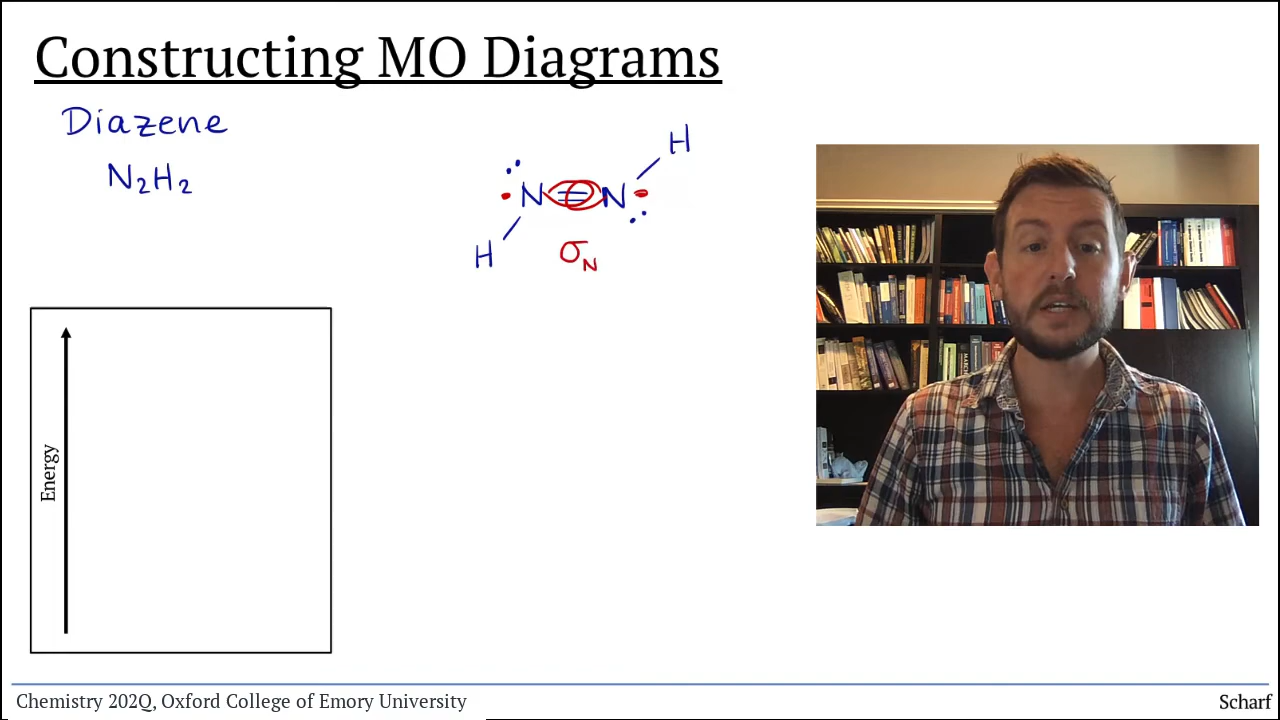 Constructing MO Diagrams
Diazene
N₂H₂
H
N N
H
σN
Energy
Chemistry 202Q, Oxford College of Emory University
Scharf